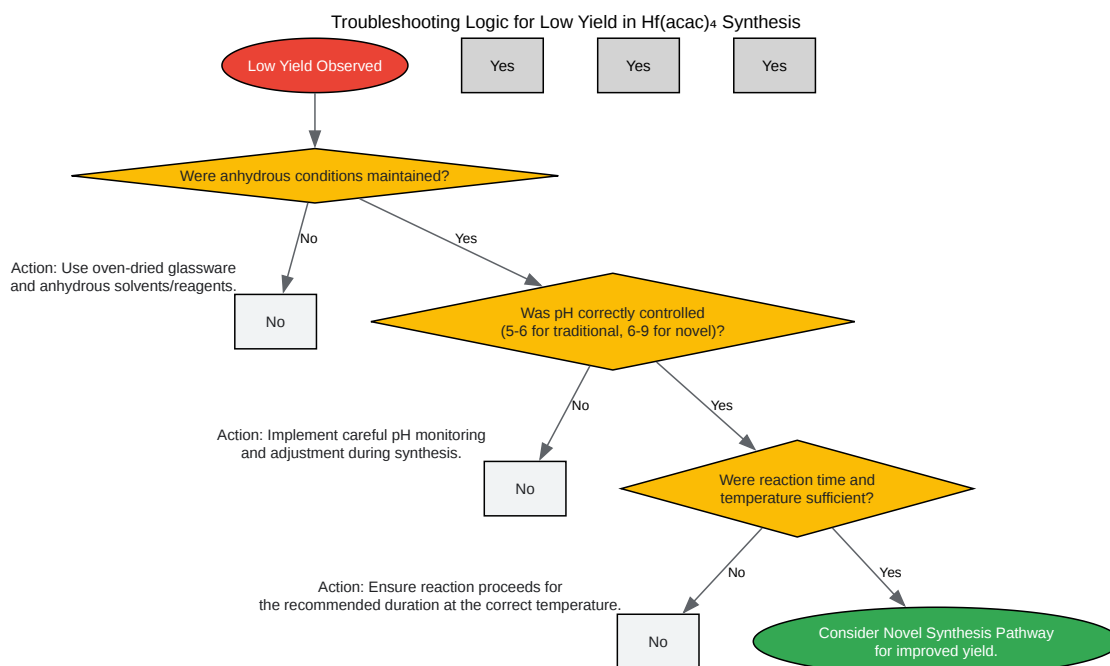 Troubleshooting Logic for Low Yield in Hf(acac)₄ Synthesis
Low Yield Observed
Yes
Yes
Yes
Were anhydrous conditions maintained?
No
Yes
Action: Use oven-dried glassware
and anhydrous solvents/reagents.
No
Was pH correctly controlled
(5-6 for traditional, 6-9 for novel)?
No
Yes
Action: Implement careful pH monitoring
and adjustment during synthesis.
No
Were reaction time and
temperature sufficient?
No
Yes
Action: Ensure reaction proceeds for
the recommended duration at the correct temperature.
No
Consider Novel Synthesis Pathway
for improved yield.